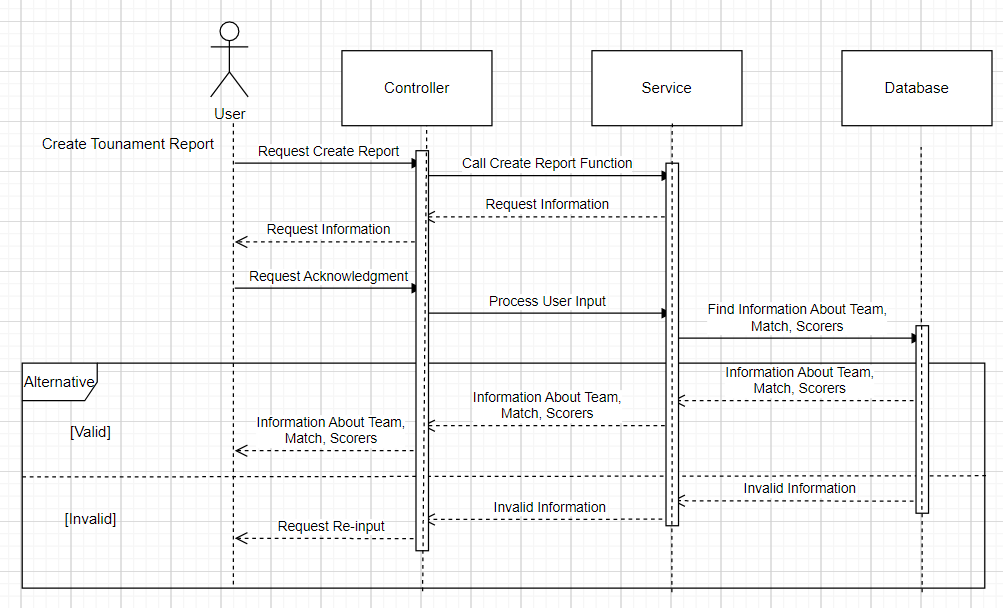 User
Controller
Service
Database
Create Tounament Report
Request Create Report
Call Create Report Function
Request Information
Request Information
Request Acknowledgment
Process User Input
Find Information About Team,
Match, Scorers
Alternative
Information About Team,
Match, Scorers
Information About Team,
Match, Scorers
Information About Team,
Match, Scorers
[Valid]
Invalid Information
Invalid Information
[Invalid]
Request Re-input